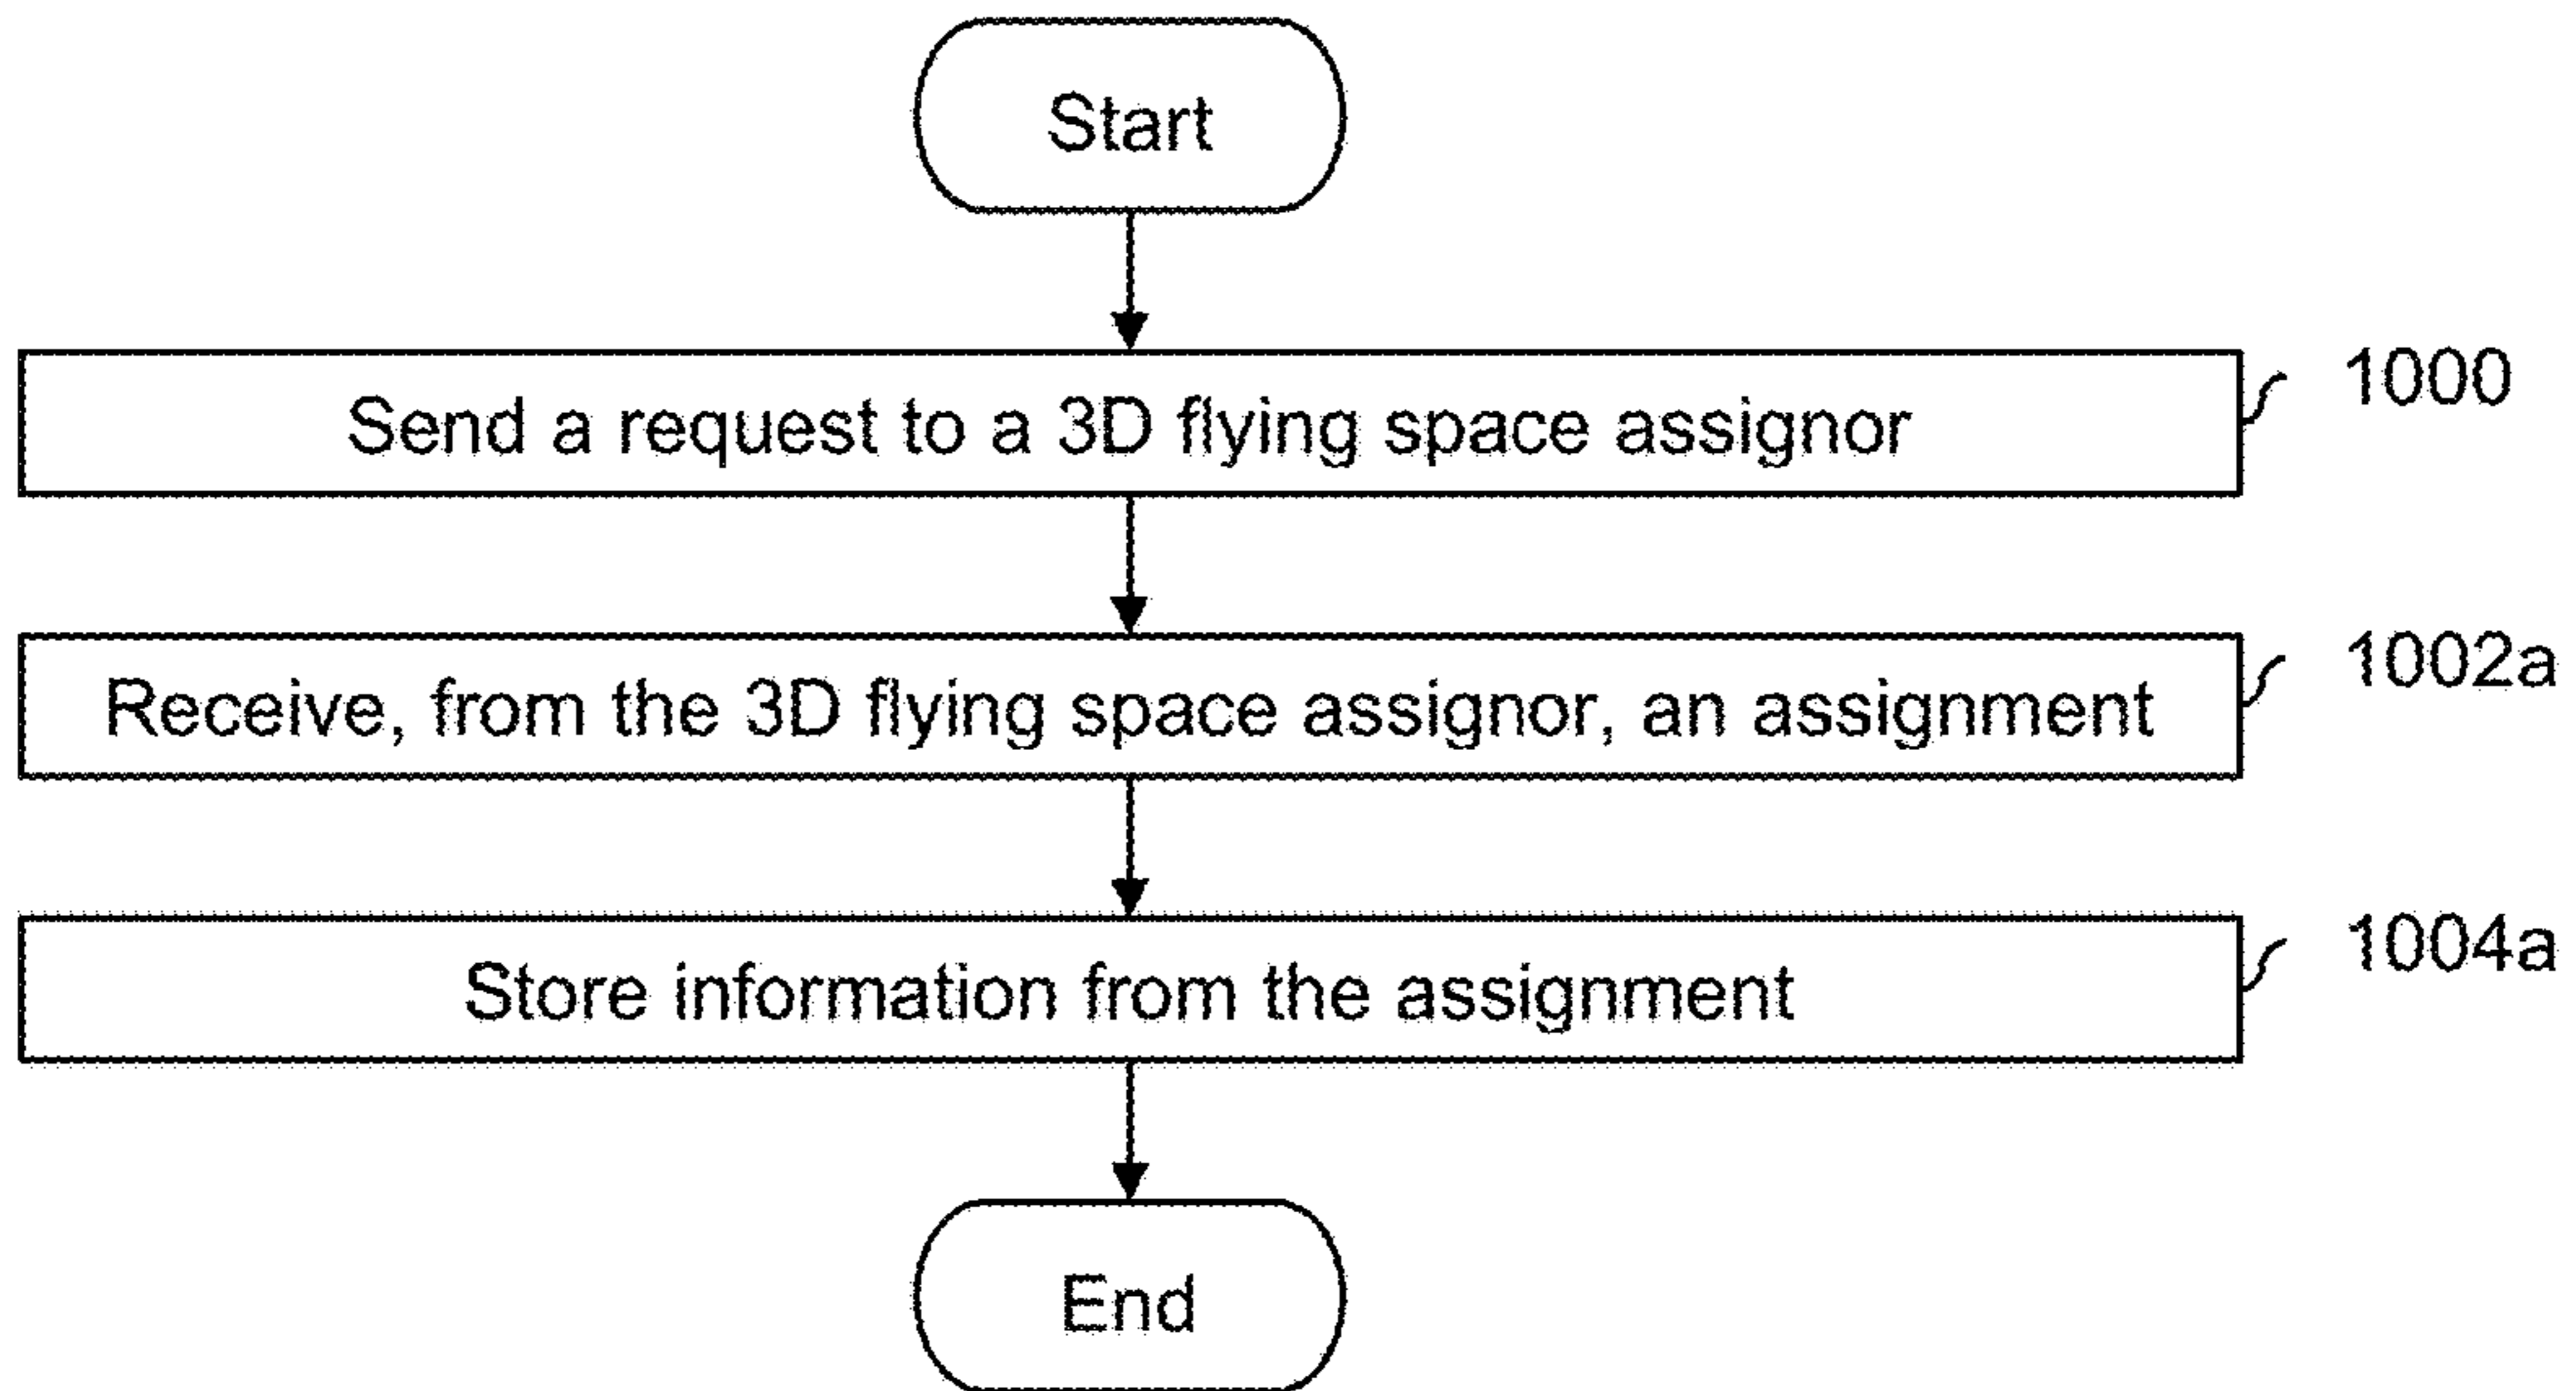 Start
Send a request to a 3D flying space assignor
1000
Receive, from the 3D flying space assignor, an assignment
1002a
Store information from the assignment
1004a
End